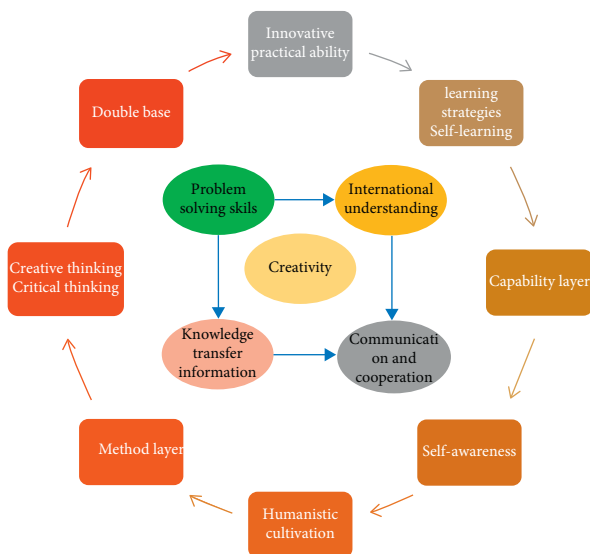 Innovative
practical ability
Double base
learning
strategies
Self-learning
Problem
solving skils
International
understanding
Creativity
Creative thinking
Critical thinking
Capability layer
Knowledge
transfer
information
Communicati
on and
cooperation
Method layer
Self-awareness
Humanistic
cultivation